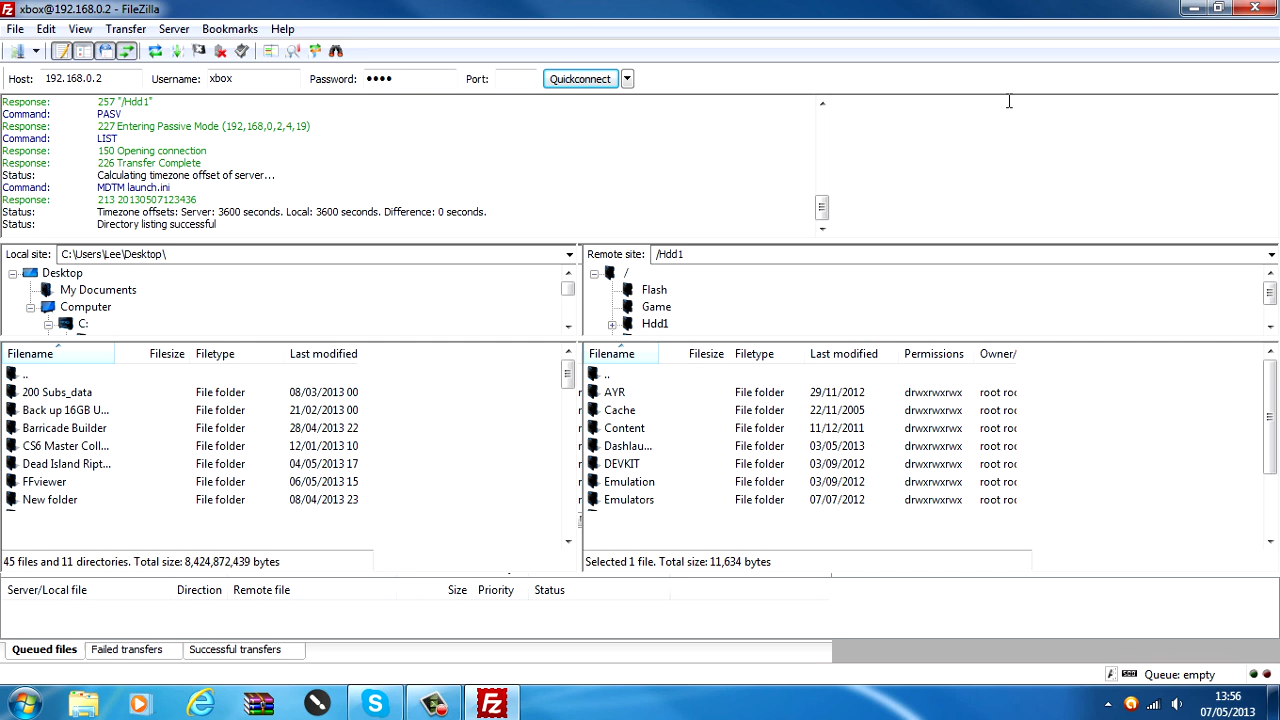 xbox@192.168.0.2 - FileZilla
File Edit View Transfer Server Bookmarks Help
Host: 192.168.0.2 Username: xbox Password: ●●●● Port: Quickconnect
Response: 257 "/Hdd1"
Command: PASV
Response: 227 Entering Passive Mode (192,168,0,2,4,19)
Command: LIST
Response: 150 Opening connection
Response: 226 Transfer Complete
Status: Calculating timezone offset of server...
Command: MDTM launch.ini
Response: 213 20130507123436
Status: Timezone offsets: Server: 3600 seconds. Local: 3600 seconds. Difference: 0 seconds.
Status: Directory listing successful
Local site: C:\Users\Lee\Desktop\
Desktop
My Documents
Computer
C:
Remote site: /Hdd1
/
Flash
Game
Hdd1
Filename Filesize Filetype Last modified
..
200 Subs_data File folder 08/03/2013 00
Back up 16GB U... File folder 21/02/2013 00
Barricade Builder File folder 28/04/2013 22
CS6 Master Coll... File folder 12/01/2013 10
Dead Island Ript... File folder 04/05/2013 17
FFviewer File folder 06/05/2013 15
New folder File folder 08/04/2013 23
45 files and 11 directories. Total size: 8,424,872,439 bytes
Filename Filesize Filetype Last modified Permissions Owner/
..
AYR File folder 29/11/2012 drwxrwxrwx root roo
Cache File folder 22/11/2005 drwxrwxrwx root roo
Content File folder 11/12/2011 drwxrwxrwx root roo
Dashlau... File folder 03/05/2013 drwxrwxrwx root roo
DEVKIT File folder 03/09/2012 drwxrwxrwx root roo
Emulation File folder 03/09/2012 drwxrwxrwx root roo
Emulators File folder 07/07/2012 drwxrwxrwx root roo
Selected 1 file. Total size: 11,634 bytes
Server/Local file Direction Remote file Size Priority Status
Queued files Failed transfers Successful transfers
Queue: empty
13:56
07/05/2013